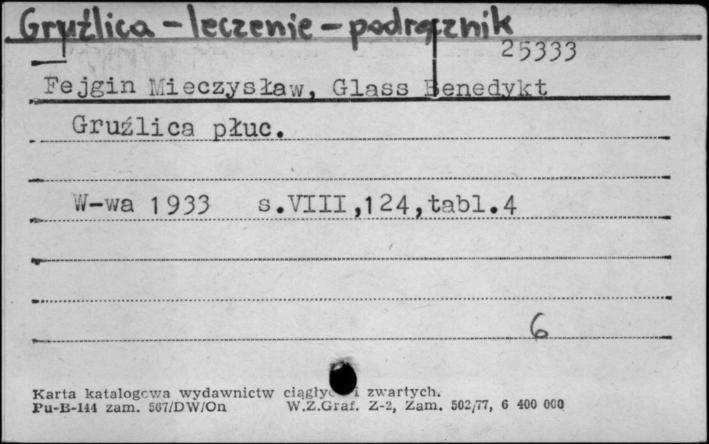 Gruźlica - leczenie - podręcznik
25333
Fejgin Mieczysław, Glass Benedykt
Gruźlica płuc.
W-wa 1933 s.VIII,124,tabl.4
6
Karta katalogowa wydawnictw ciągłych i zwartych.
Pu-B-144 zam. 567/DW/On W.Z.Graf. Z-2, Zam. 502/77, 6 400 000